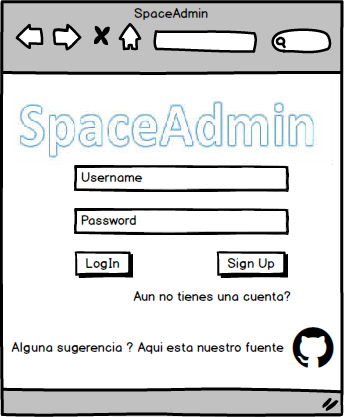 SpaceAdmin
SpaceAdmin
Username
Password
LogIn
Sign Up
Aun no tienes una cuenta?
Alguna sugerencia ? Aqui esta nuestro fuente